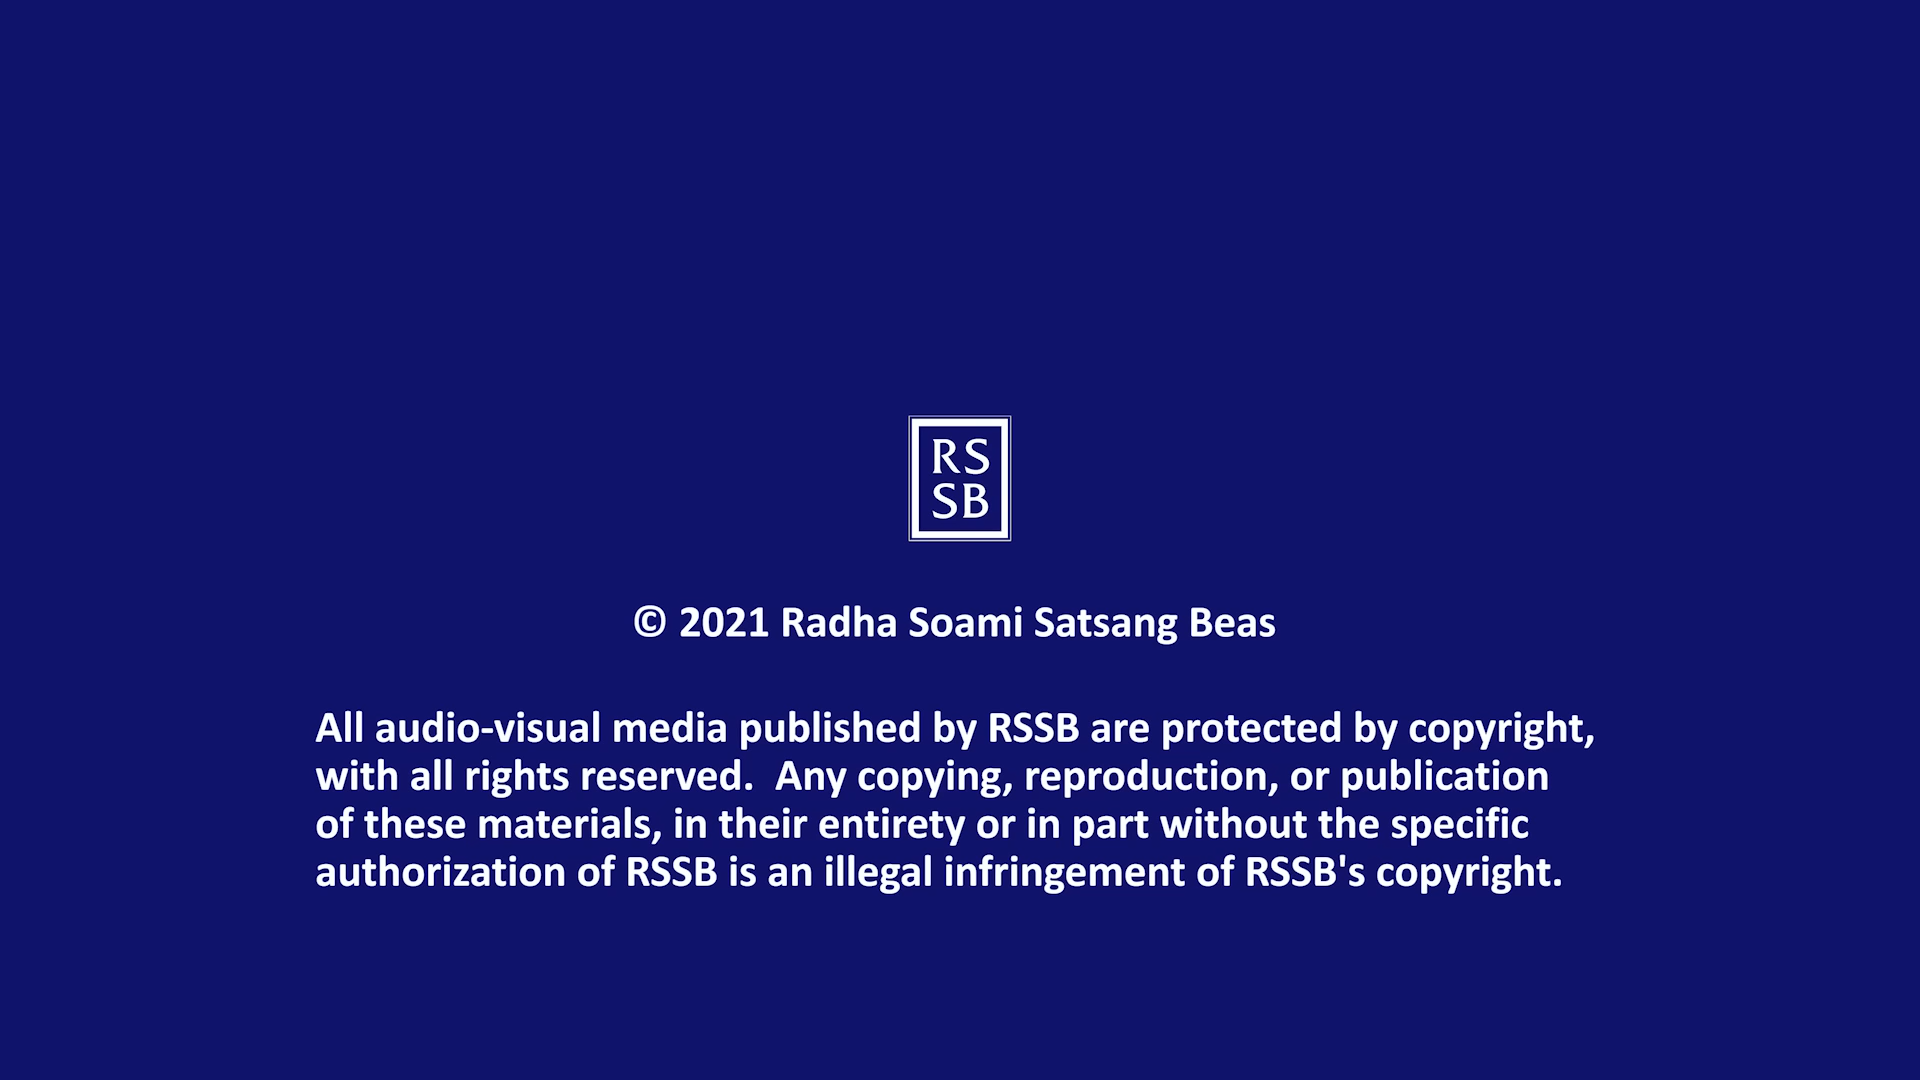 RS
SB
© 2021 Radha Soami Satsang Beas
All audio-visual media published by RSSB are protected by copyright,
with all rights reserved.  Any copying, reproduction, or publication
of these materials, in their entirety or in part without the specific
authorization of RSSB is an illegal infringement of RSSB's copyright.